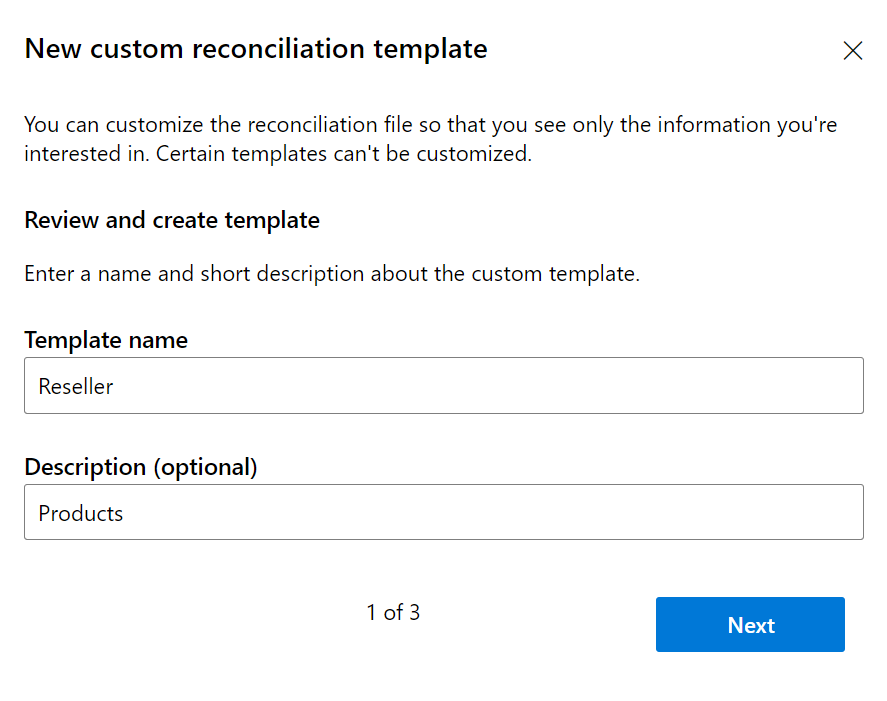 New custom reconciliation template
You can customize the reconciliation file so that you see only the information you're
interested in. Certain templates can't be customized.
Review and create template
Enter a name and short description about the custom template.
Template name
Reseller
Description (optional)
Products
1 of 3
Next